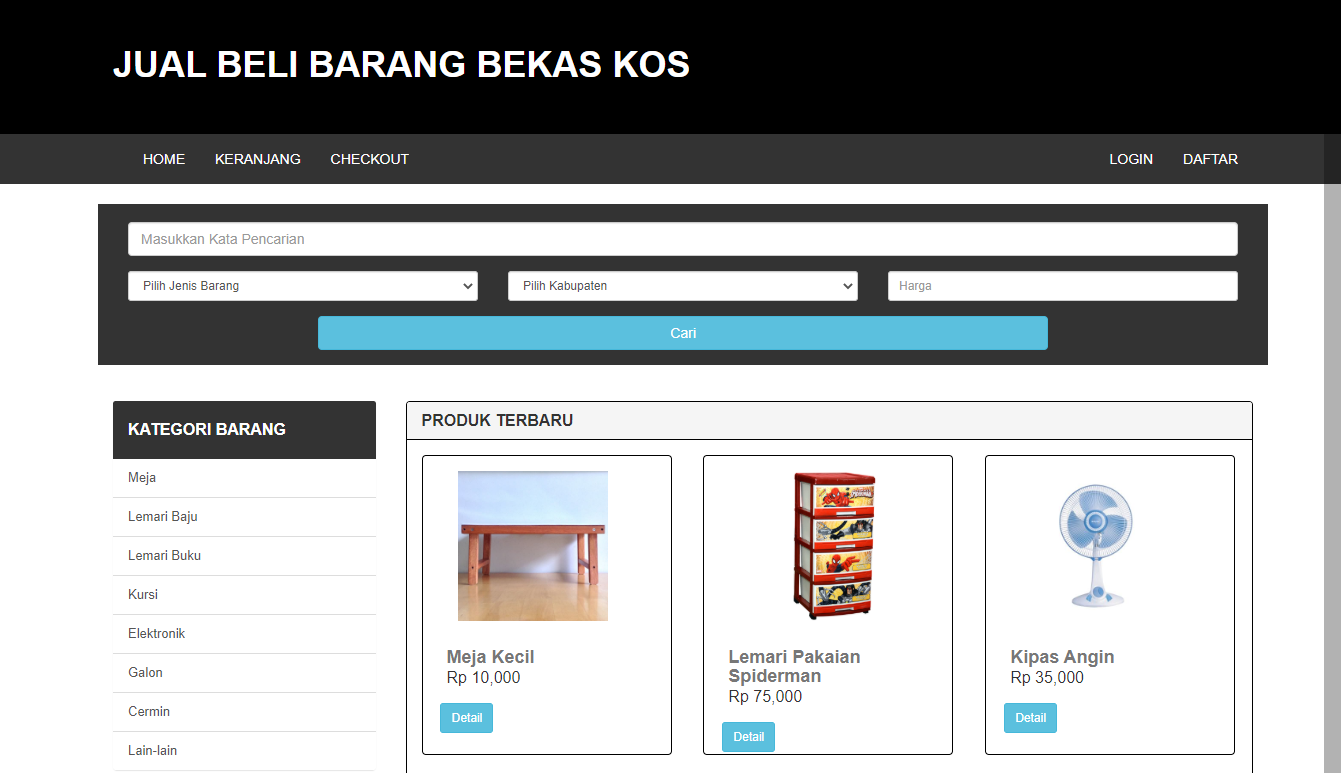 JUAL BELI BARANG BEKAS KOS
HOME KERANJANG CHECKOUT LOGIN DAFTAR
Masukkan Kata Pencarian
Pilih Jenis Barang Pilih Kabupaten Harga
Cari
KATEGORI BARANG
Meja
Lemari Baju
Lemari Buku
Kursi
Elektronik
Galon
Cermin
Lain-lain
PRODUK TERBARU
Meja Kecil
Rp 10,000
Detail
Lemari Pakaian
Spiderman
Rp 75,000
Detail
Kipas Angin
Rp 35,000
Detail